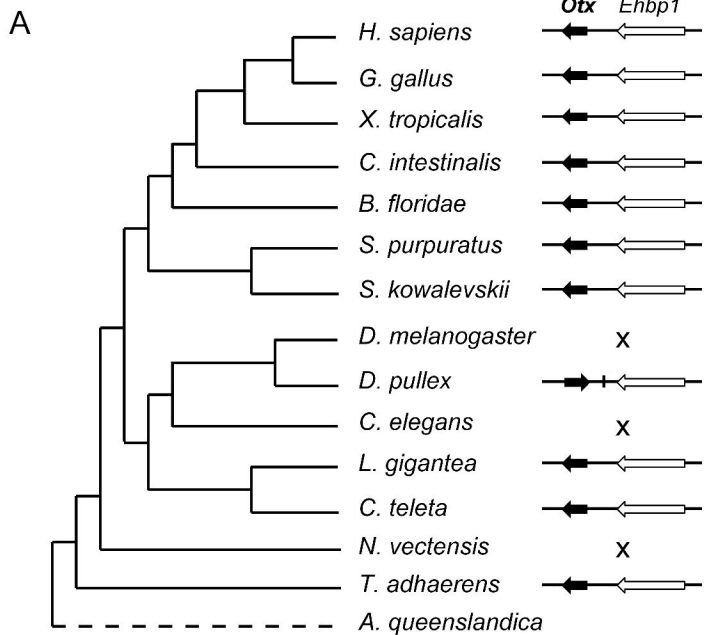 A
Otx Ehbp1
H. sapiens
G. gallus
X. tropicalis
C. intestinalis
B. floridae
S. purpuratus
S. kowalevskii
D. melanogaster x
D. pullex
C. elegans x
L. gigantea
C. teleta
N. vectensis x
T. adhaerens
A. queenslandica